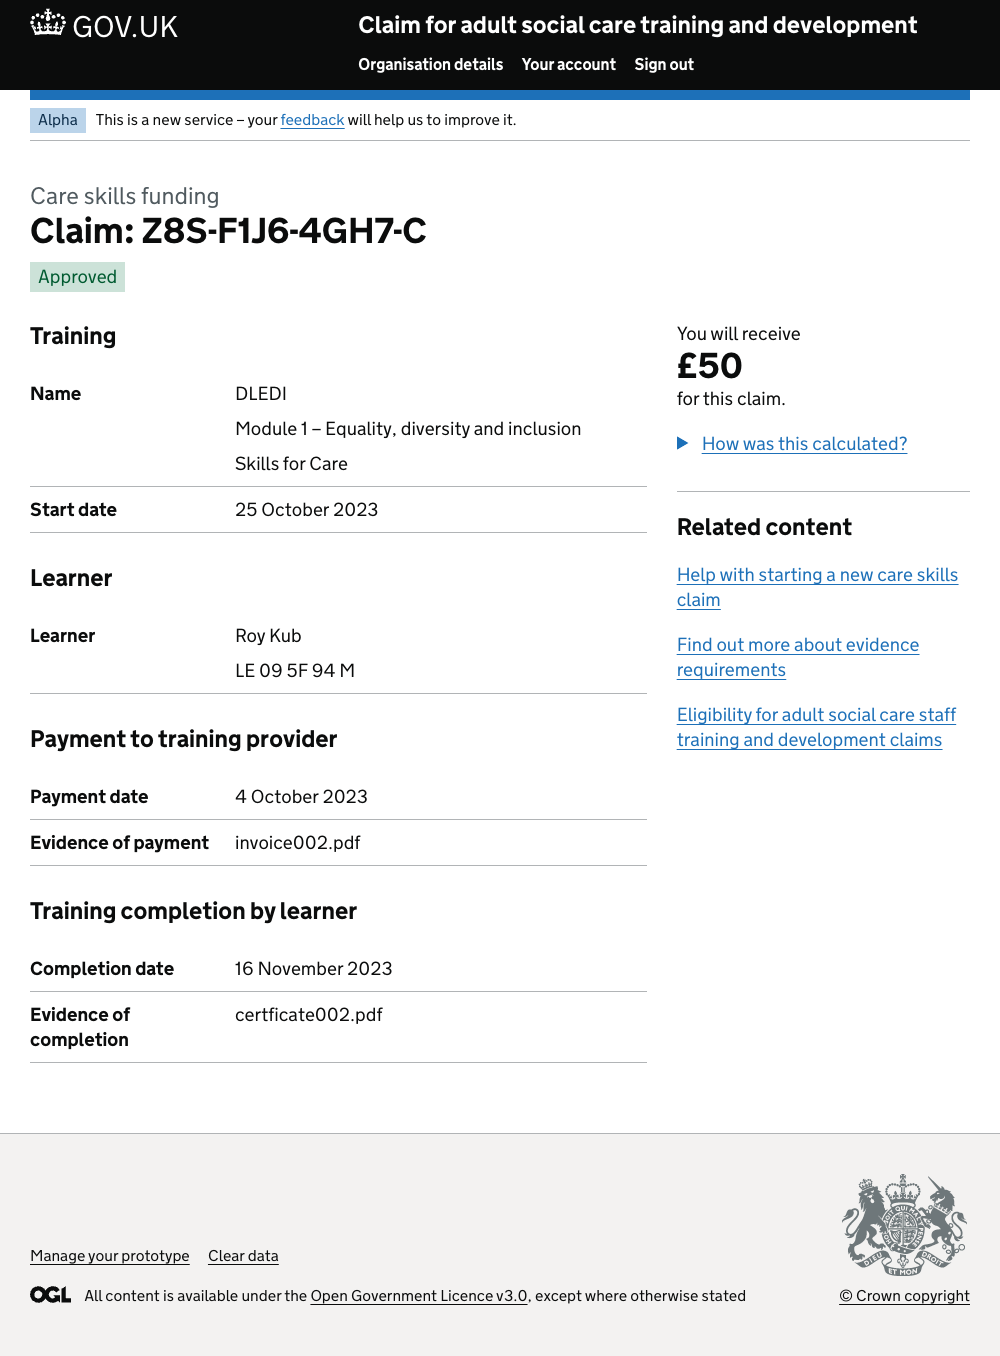 GOV.UK
Claim for adult social care training and development
Organisation details Your account Sign out
Alpha This is a new service – your feedback will help us to improve it.
Care skills funding
Claim: Z8S-F1J6-4GH7-C
Approved
Training
Name DLEDI
Module 1 – Equality, diversity and inclusion
Skills for Care
Start date 25 October 2023
Learner
Learner Roy Kub
LE 09 5F 94 M
Payment to training provider
Payment date 4 October 2023
Evidence of payment invoice002.pdf
Training completion by learner
Completion date 16 November 2023
Evidence of completion certficate002.pdf
You will receive
£50
for this claim.
How was this calculated?
Related content
Help with starting a new care skills
claim
Find out more about evidence
requirements
Eligibility for adult social care staff
training and development claims
Manage your prototype Clear data
OGL All content is available under the Open Government Licence v3.0, except where otherwise stated
DIEU ET MON DROIT
© Crown copyright